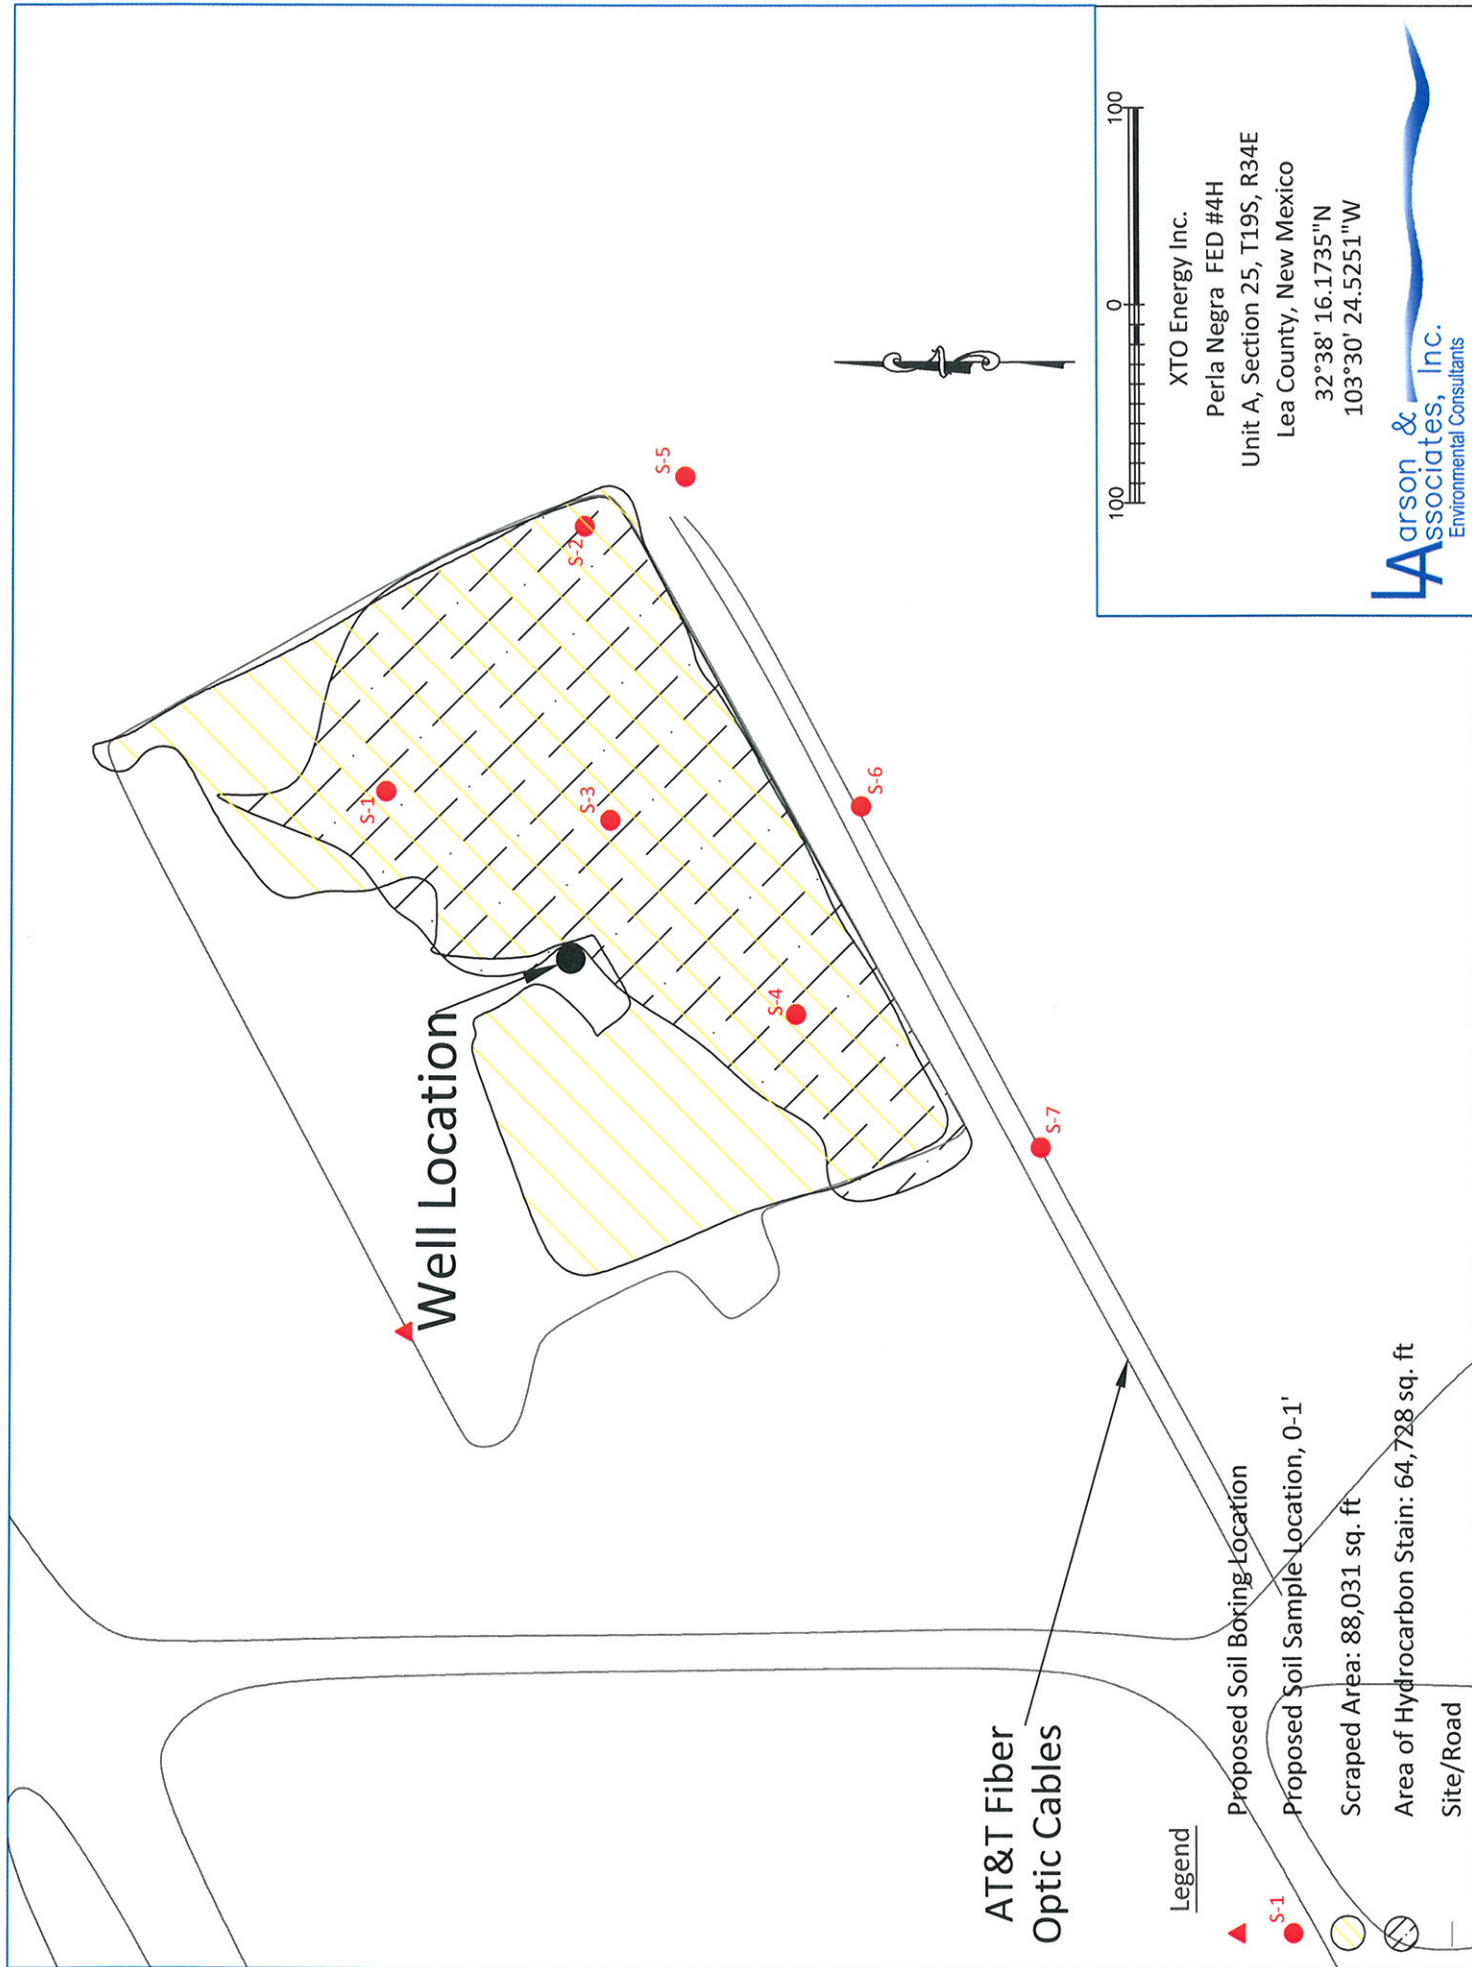 S-1
S-2
S-3
S-4
S-5
S-6
S-7
Well Location
AT&T Fiber
Optic Cables
Legend
Proposed Soil Boring Location
S-1
Proposed Soil Sample Location, 0-1'
Scraped Area: 88,031 sq. ft
Area of Hydrocarbon Stain: 64,728 sq. ft
Site/Road
100 0 100
XTO Energy Inc.
Perla Negra FED #4H
Unit A, Section 25, T19S, R34E
Lea County, New Mexico
32°38' 16.1735"N
103°30' 24.5251"W
Larson &
Associates, Inc.
Environmental Consultants